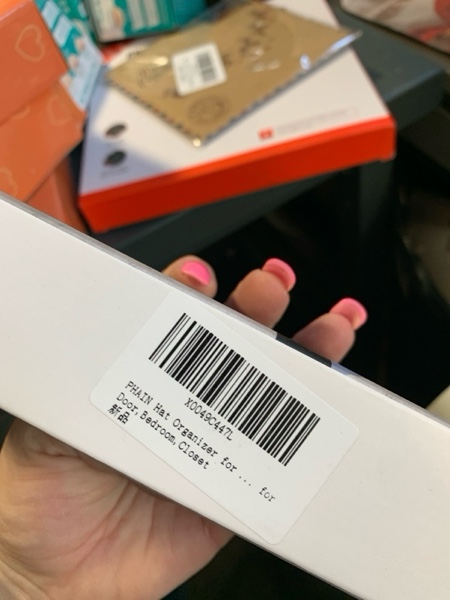 X0049C447L
PHAIN Hat Organizer for ... for
Door,Bedroom,Closet
新品